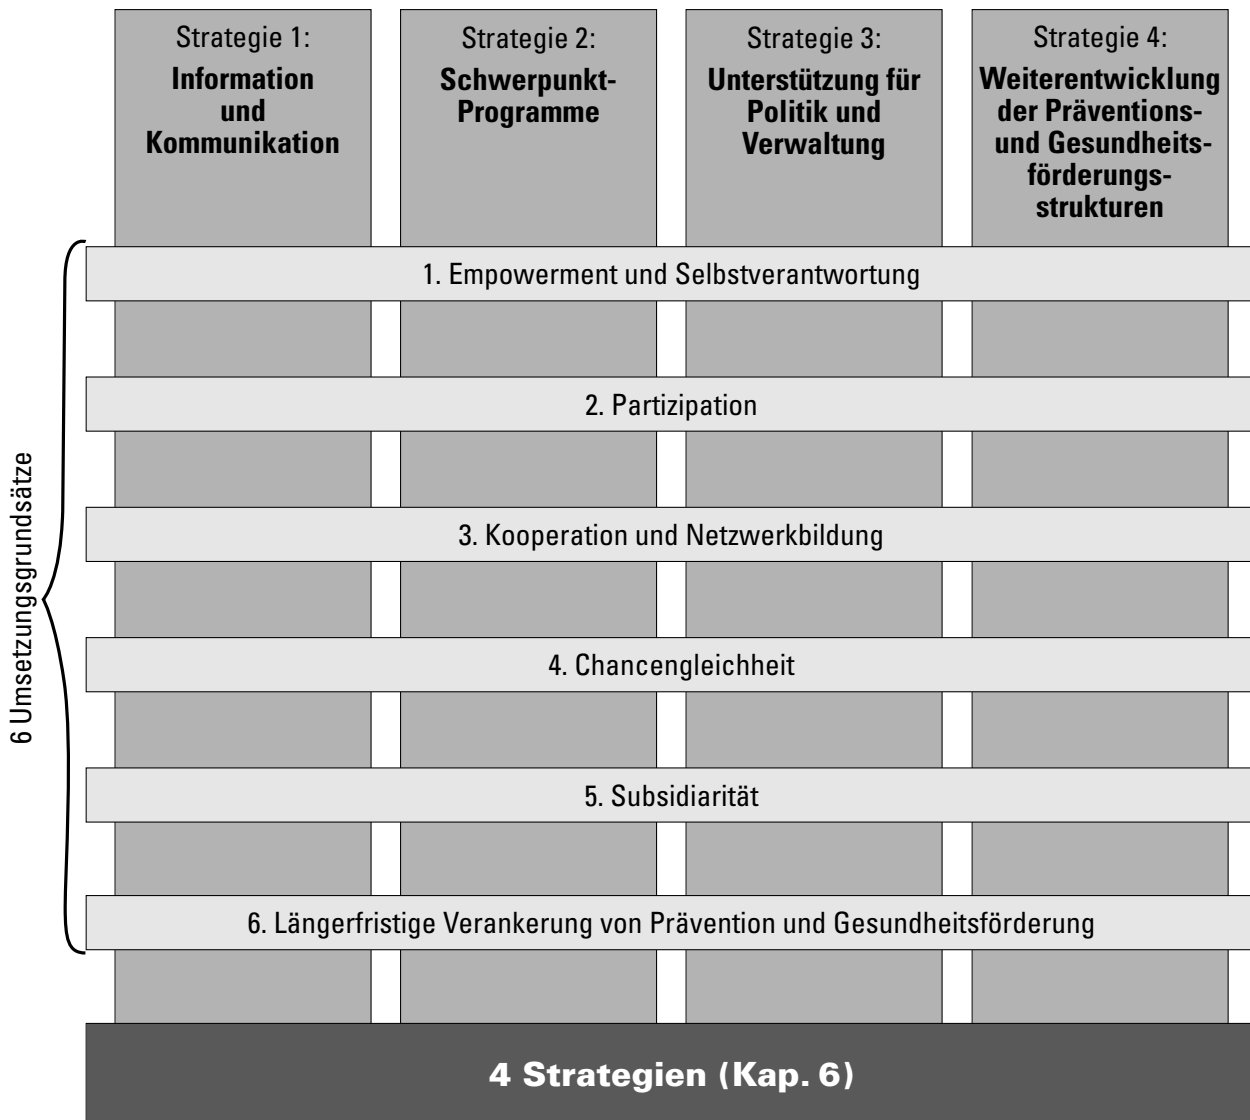 Strategie 1:
Information
und
Kommunikation
Strategie 2:
Schwerpunkt-
Programme
Strategie 3:
Unterstützung für
Politik und
Verwaltung
Strategie 4:
Weiterentwicklung
der Präventions-
und Gesundheits-
förderungs-
strukturen
6 Umsetzungsgrundsätze
1. Empowerment und Selbstverantwortung
2. Partizipation
3. Kooperation und Netzwerkbildung
4. Chancengleichheit
5. Subsidiarität
6. Längerfristige Verankerung von Prävention und Gesundheitsförderung
4 Strategien (Kap. 6)